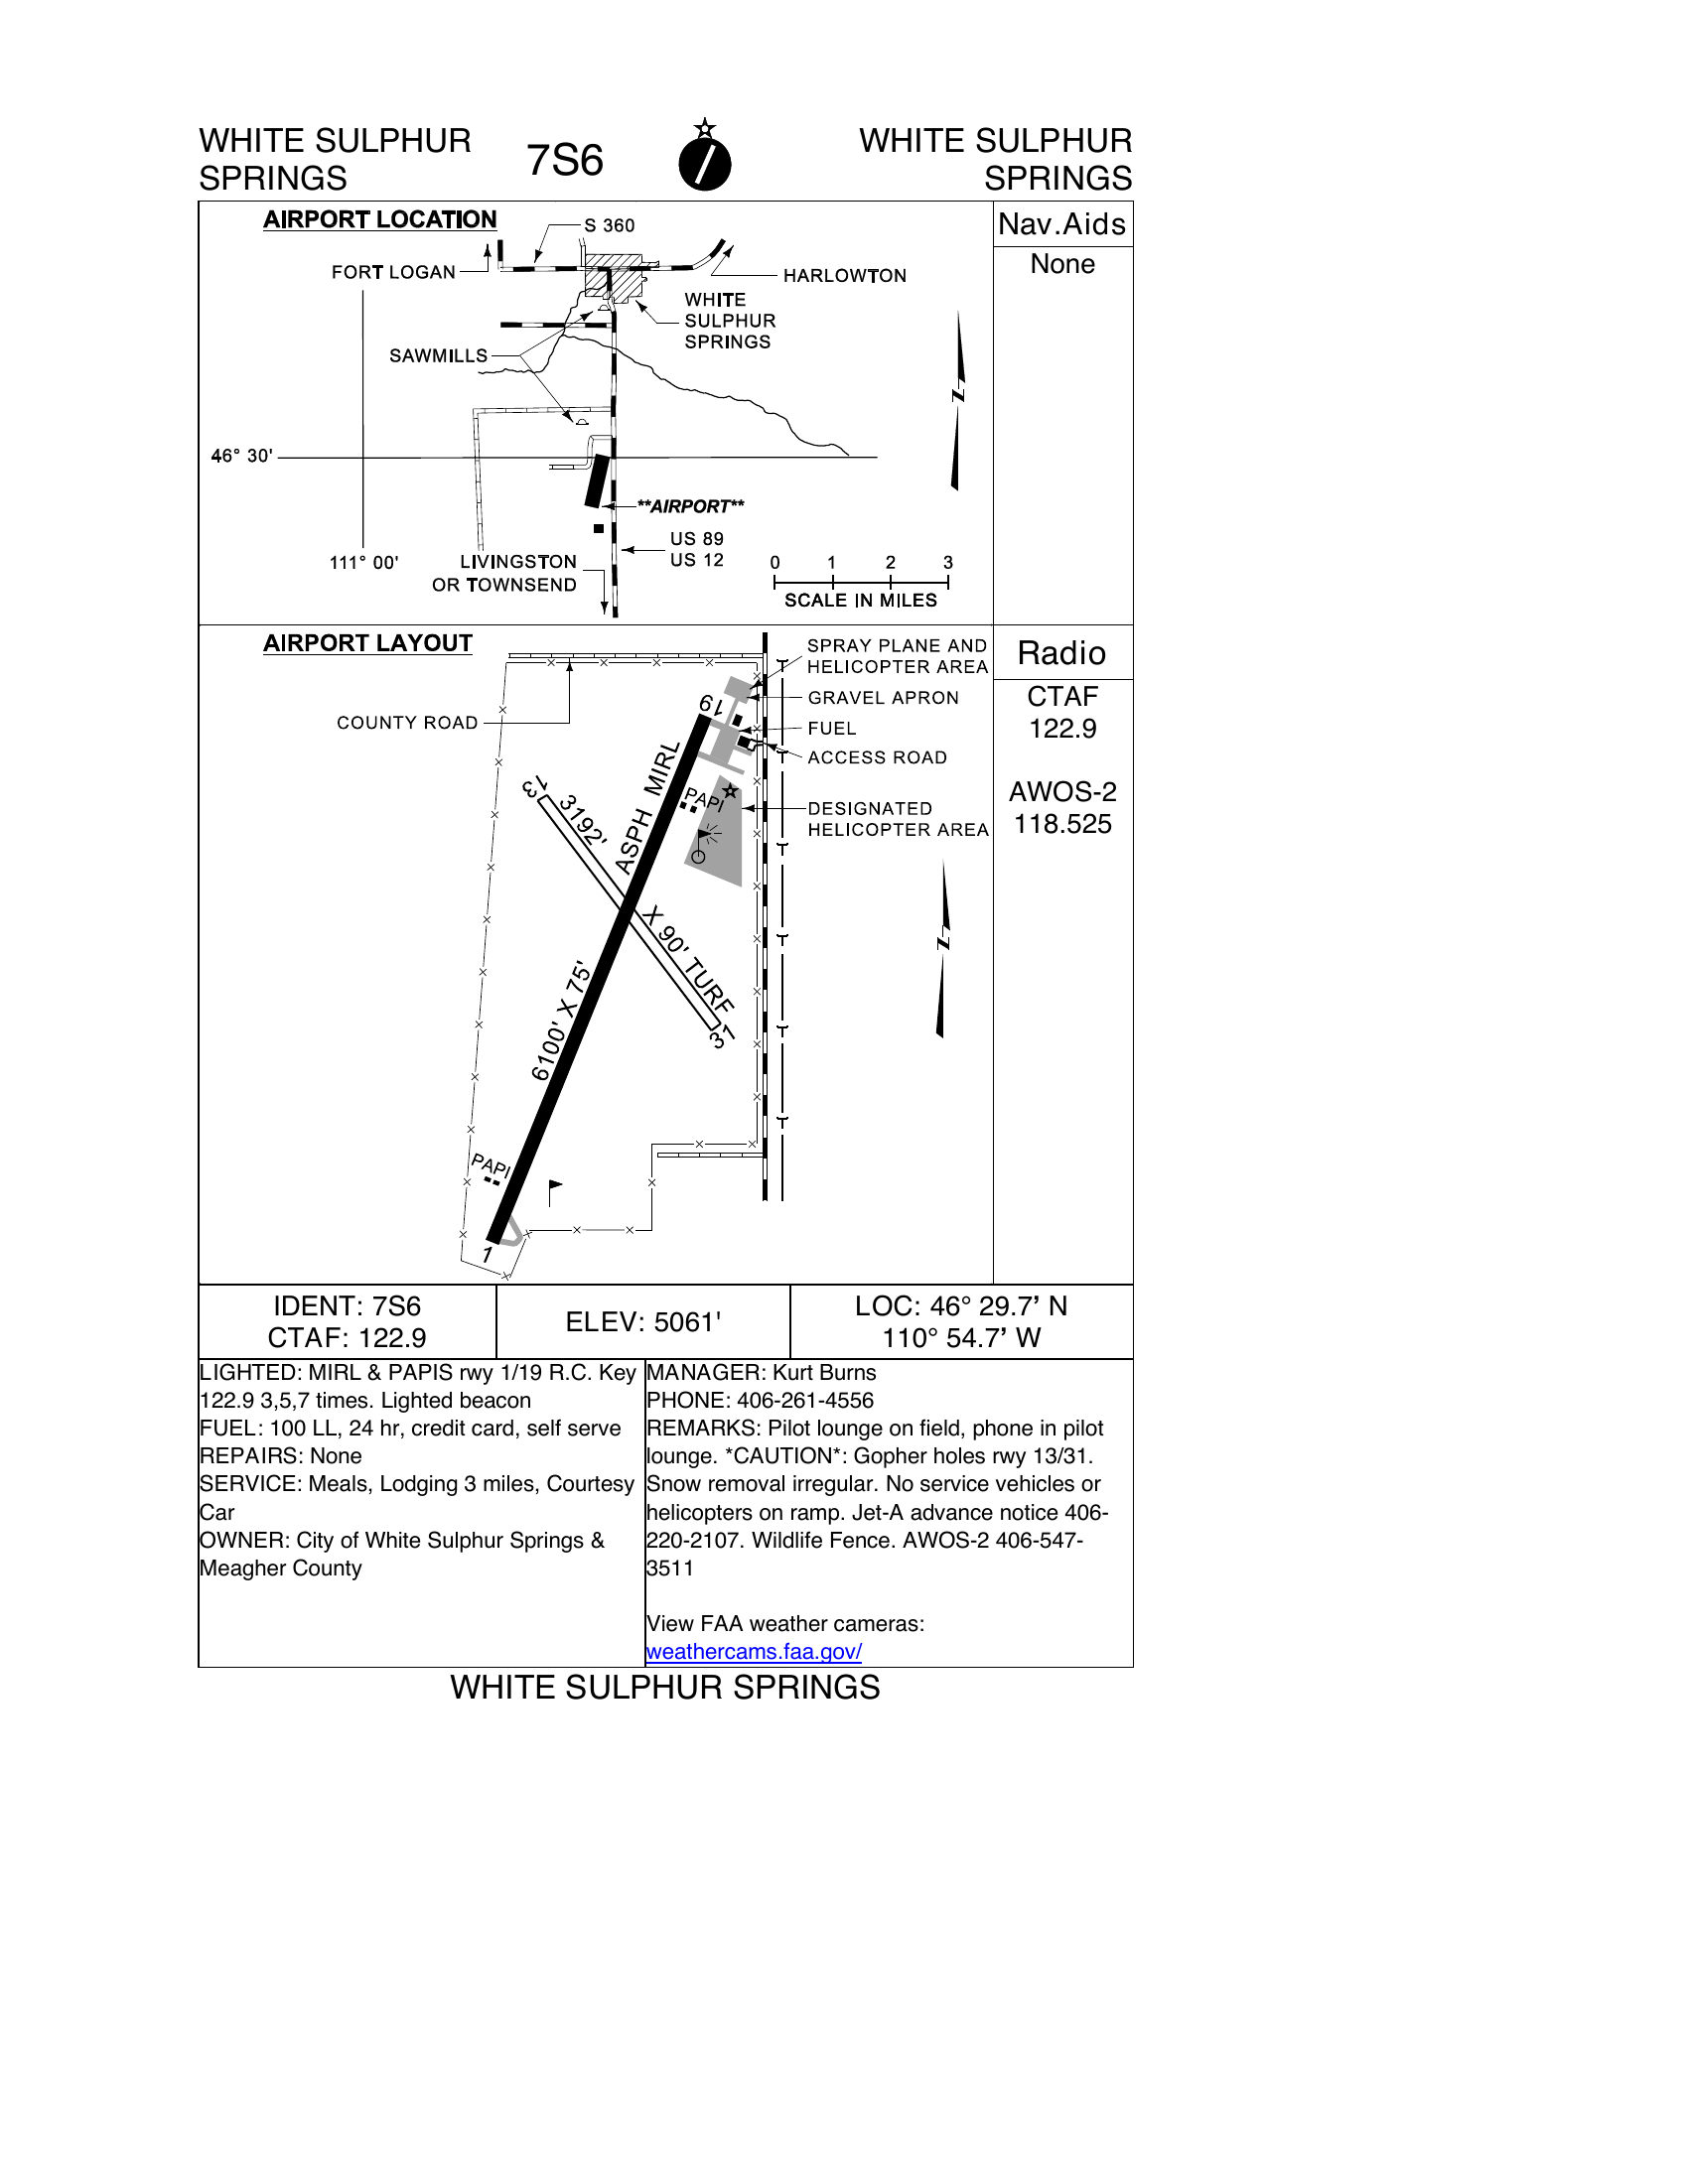 WHITE SULPHUR
SPRINGS
7S6
WHITE SULPHUR
SPRINGS
AIRPORT LOCATION
S 360
FORT LOGAN
HARLOWTON
WHITE
SULPHUR
SPRINGS
SAWMILLS
46° 30'
**AIRPORT**
US 89
US 12
111° 00'
LIVINGSTON
OR TOWNSEND
0 1 2 3
SCALE IN MILES
N
Nav.Aids
None
AIRPORT LAYOUT
SPRAY PLANE AND
HELICOPTER AREA
GRAVEL APRON
FUEL
ACCESS ROAD
COUNTY ROAD
19
ASPH MIRL
PAPI
DESIGNATED
HELICOPTER AREA
13
3192' X 90' TURF
31
6100' X 75'
PAPI
1
N
Radio
CTAF
122.9
AWOS-2
118.525
IDENT: 7S6
CTAF: 122.9
ELEV: 5061'
LOC: 46° 29.7’ N
110° 54.7’ W
LIGHTED: MIRL & PAPIS rwy 1/19 R.C. Key
122.9 3,5,7 times. Lighted beacon
FUEL: 100 LL, 24 hr, credit card, self serve
REPAIRS: None
SERVICE: Meals, Lodging 3 miles, Courtesy
Car
OWNER: City of White Sulphur Springs &
Meagher County
MANAGER: Kurt Burns
PHONE: 406-261-4556
REMARKS: Pilot lounge on field, phone in pilot
lounge. *CAUTION*: Gopher holes rwy 13/31.
Snow removal irregular. No service vehicles or
helicopters on ramp. Jet-A advance notice 406-
220-2107. Wildlife Fence. AWOS-2 406-547-
3511
View FAA weather cameras:
weathercams.faa.gov/
WHITE SULPHUR SPRINGS